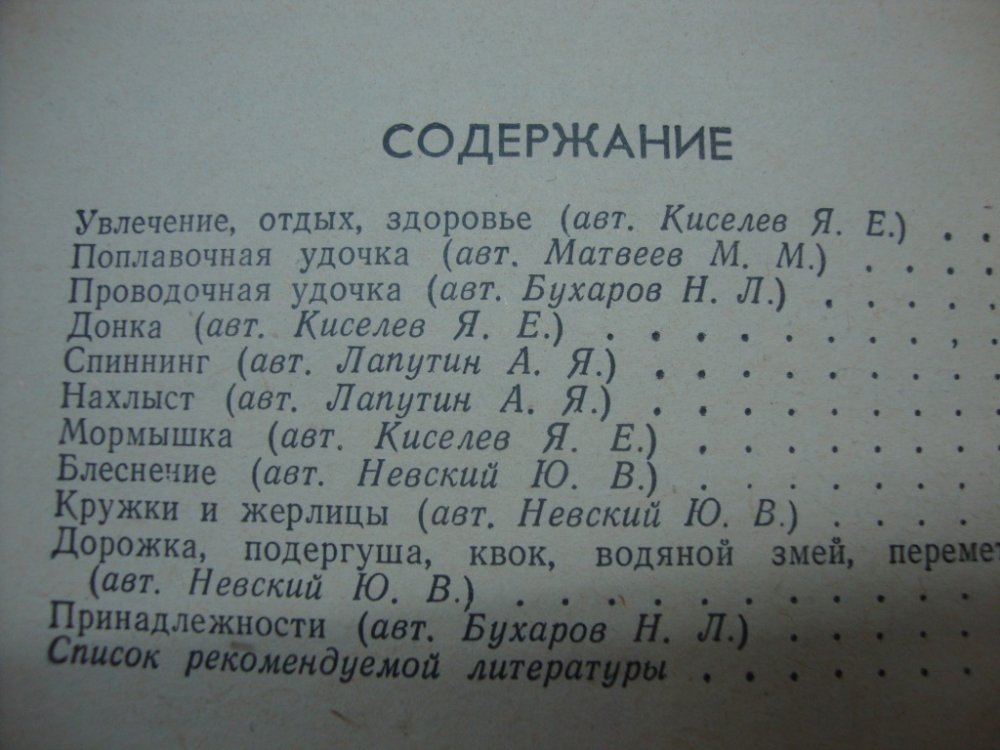 СОДЕРЖАНИЕ
Увлечение, отдых, здоровье (авт. Киселев Я. Е.) . .
Поплавочная удочка (авт. Матвеев М. М.) . . . .
Проводочная удочка (авт. Бухаров Н. Л.) . . . . .
Донка (авт. Киселев Я. Е.) . . . . . . . . . .
Спиннинг (авт. Лапутин А. Я.) . . . . . . . . .
Нахлыст (авт. Лапутин А. Я.) . . . . . . . . .
Мормышка (авт. Киселев Я. Е.) . . . . . . .
Блеснение (авт. Невский Ю. В.) . . . . . . .
Кружки и жерлицы (авт. Невский Ю. В.) . . . .
Дорожка, подергуша, квок, водяной змей, перемет
(авт. Невский Ю. В.) . . . . . . . . . . .
Принадлежности (авт. Бухаров Н. Л.) . . . . .
Список рекомендуемой литературы . . . . . . .